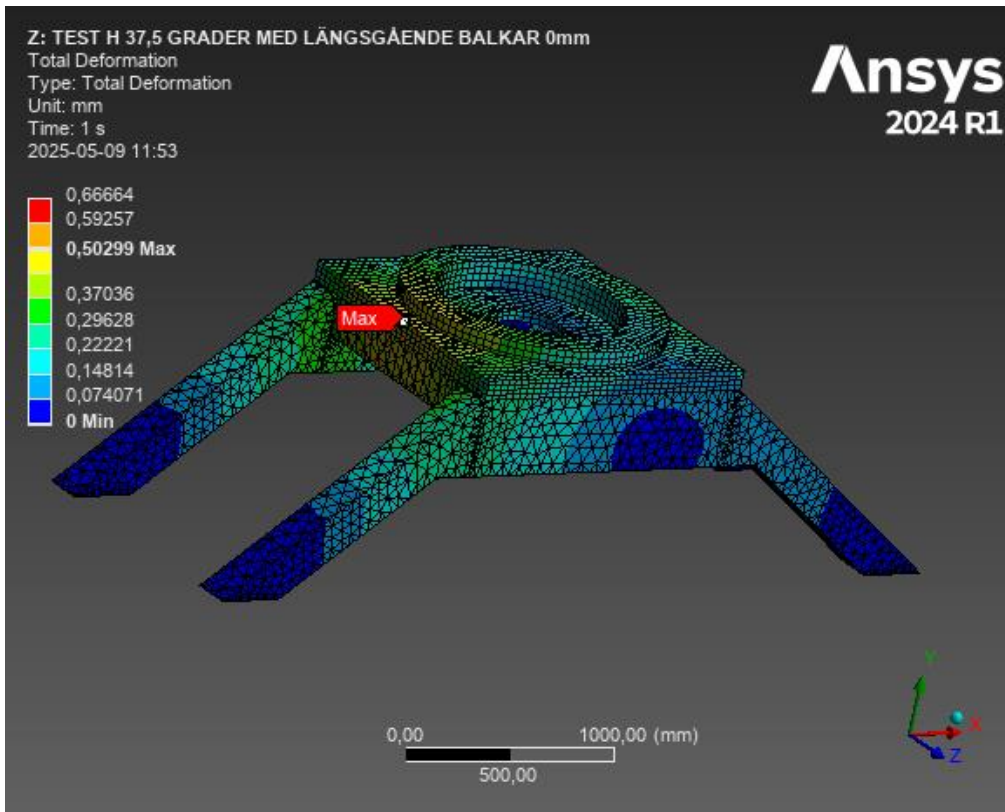 Z: TEST H 37,5 GRADER MED LÄNGSGÅENDE BALKAR 0mm
Total Deformation
Type: Total Deformation
Unit: mm
Time: 1 s
2025-05-09 11:53
Ansys
2024 R1
0,66664
0,59257
0,50299 Max
0,37036
0,29628
0,22221
0,14814
0,074071
0 Min
Max
Y
X
Z
0,00 1000,00 (mm)
500,00